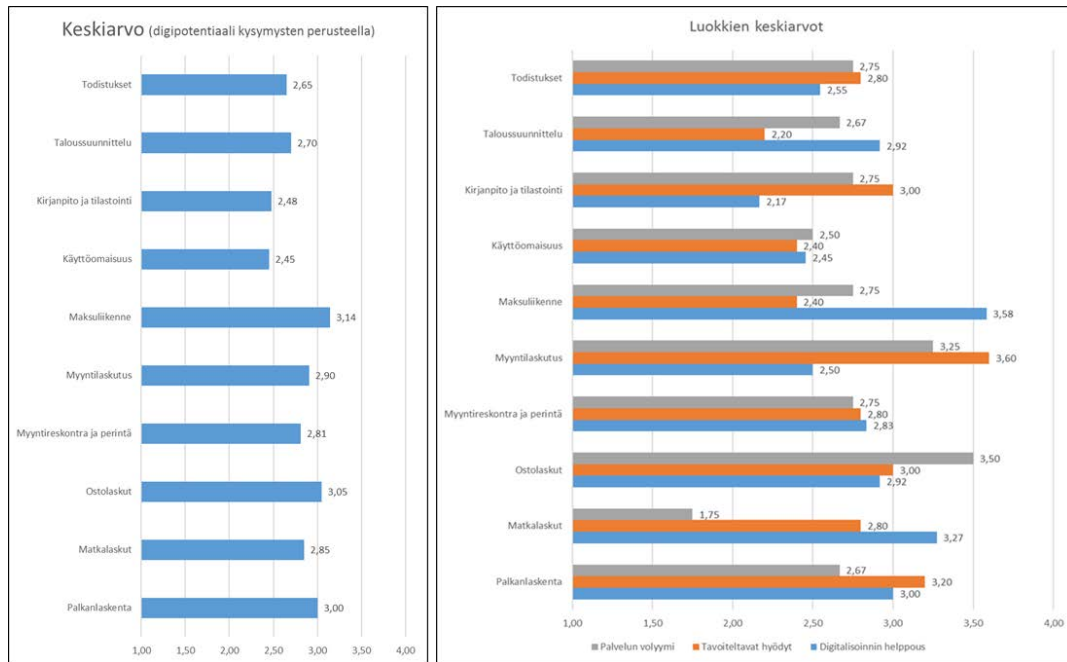 Keskiarvo (digipotentiaali kysymysten perusteella)
Todistukset
2,65
Taloussuunnittelu
2,70
Kirjanpito ja tilastointi
2,48
Käyttöomaisuus
2,45
Maksuliikenne
3,14
Myyntilaskutus
2,90
Myyntireskontra ja perintä
2,81
Ostolaskut
3,05
Matkalaskut
2,85
Palkanlaskenta
3,00
1,00 1,50 2,00 2,50 3,00 3,50 4,00
Luokkien keskiarvot
Todistukset
2,75
2,80
2,55
Taloussuunnittelu
2,67
2,20
2,92
Kirjanpito ja tilastointi
2,75
3,00
2,17
Käyttöomaisuus
2,50
2,40
2,45
Maksuliikenne
2,75
2,40
3,58
Myyntilaskutus
3,25
3,60
2,50
Myyntireskontra ja perintä
2,75
2,80
2,83
Ostolaskut
3,50
3,00
2,92
Matkalaskut
1,75
2,80
3,27
Palkanlaskenta
2,67
3,20
3,00
1,00 1,50 2,00 2,50 3,00 3,50 4,00
Palvelun volyymi Tavoiteltavat hyödyt Digitalisoinnin helppous